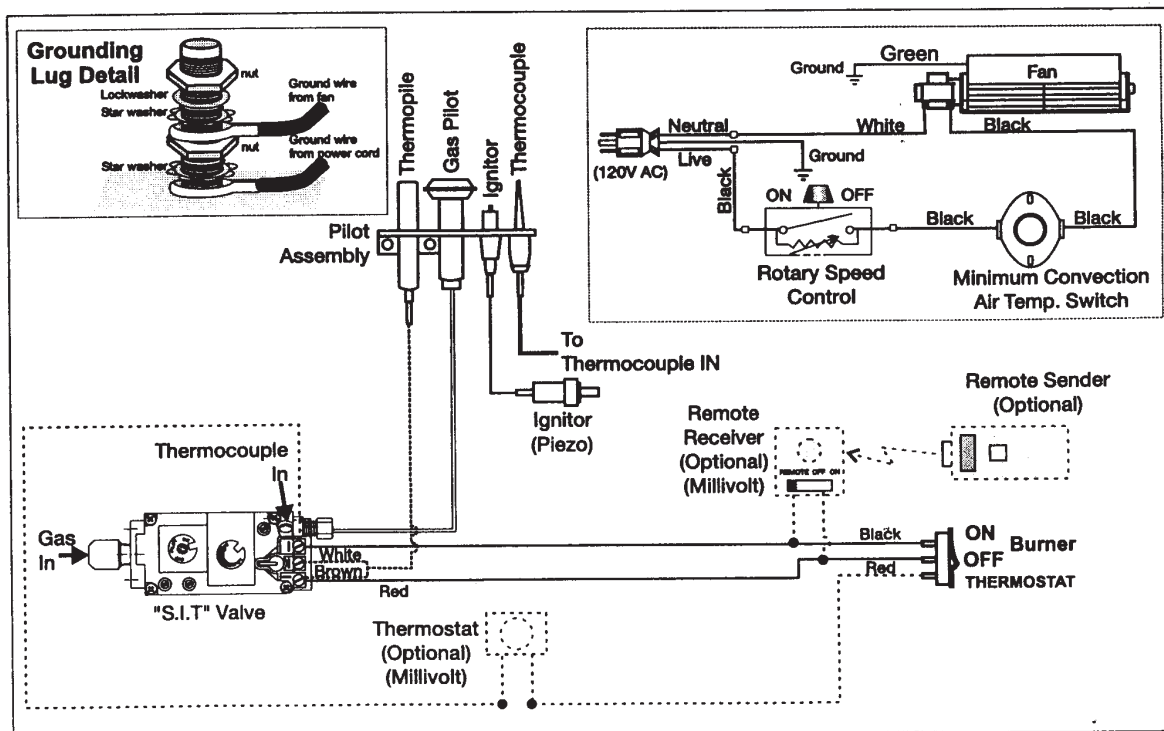 Grounding
Lug Detail
nut
Lockwasher
Star washer
Ground wire
from fan
nut
Ground wire
from power cord
Star washer
Thermopile
Gas Pilot
Ignitor
Thermocouple
Pilot
Assembly
To
Thermocouple IN
Ignitor
(Piezo)
Green
Ground
Fan
Neutral
White
Black
Live
Ground
(120V AC)
Black
ON
OFF
Black
Black
Rotary Speed
Control
Minimum Convection
Air Temp. Switch
Remote Sender
(Optional)
Remote
Receiver
(Optional)
(Millivolt)
REMOTE OFF ON
Thermocouple
In
Gas
In
White
Brown
Red
"S.I.T" Valve
Black
Red
ON
OFF
Burner
THERMOSTAT
Thermostat
(Optional)
(Millivolt)